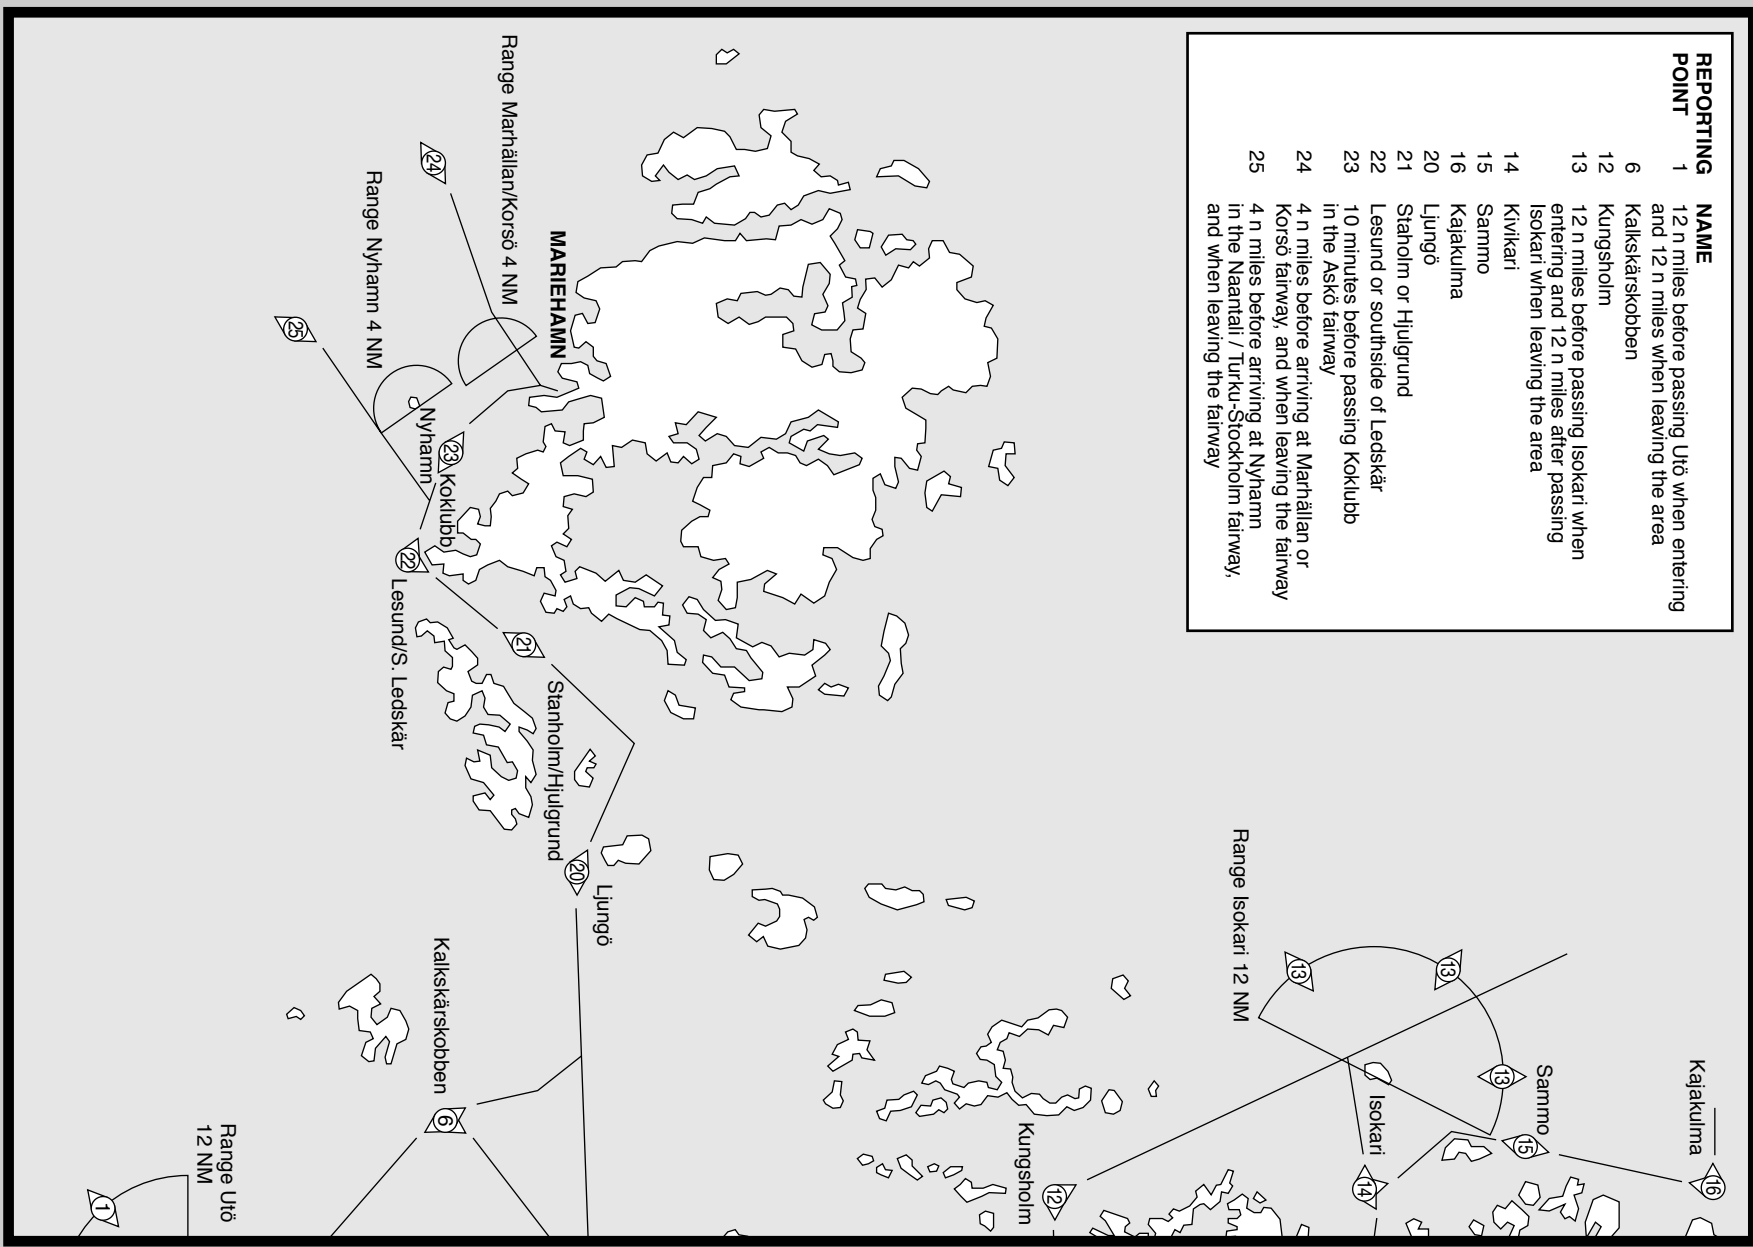 REPORTING NAME
POINT
1 12 n miles before passing Utö when entering
and 12 n miles when leaving the area
6 Kalkskärskobben
12 Kungsholm
13 12 n miles before passing Isokari when
entering and 12 n miles after passing
Isokari when leaving the area
14 Kivikari
15 Sammo
16 Kajakulma
20 Ljungö
21 Staholm or Hjulgrund
22 Lesund or southside of Ledskär
23 10 minutes before passing Koklubb
in the Askö fairway
24 4 n miles before arriving at Marhällan or
Korsö fairway, and when leaving the fairway
25 4 n miles before arriving at Nyhamn
in the Naantali / Turku-Stockholm fairway,
and when leaving the fairway
Kajakulma
16
Sammo
15
13
13
13
Isokari
14
Range Isokari 12 NM
Kungsholm
12
MARIEHAMN
Range Marhällan/Korsö 4 NM
24
Range Nyhamn 4 NM
25
Nyhamn
23
Koklubb
22
Lesund/S. Ledskär
21
Stanholm/Hjulgrund
20
Ljungö
Kalkskärskobben
6
Range Utö
12 NM
1